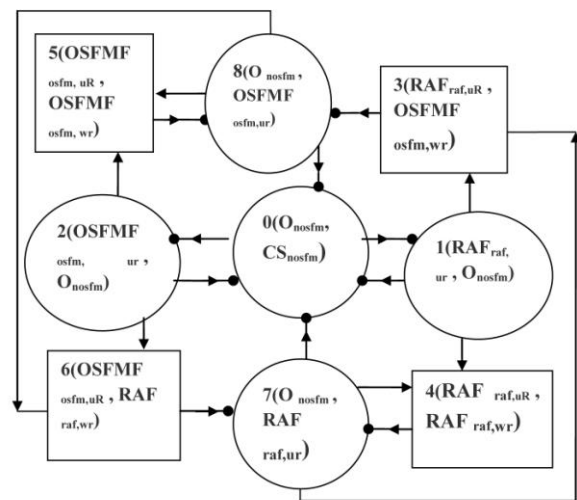 5(OSFMF
osfm, uR ,
OSFMF
osfm, wr)
8(O nosfm ,
OSFMF
osfm,ur)
3(RAFraf,uR ,
OSFMF
osfm,wr)
2(OSFMF
osfm, ur ,
Onosfm)
0(Onosfm,
CSnosfm)
1(RAFraf,
ur , Onosfm)
6(OSFMF
osfm,uR , RAF
raf,wr)
7(O nosfm ,
RAF
raf,ur)
4(RAF raf,uR ,
RAF raf,wr)